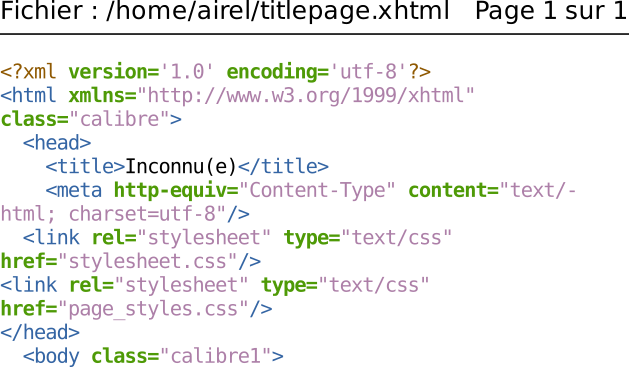 Fichier : /home/airel/titlepage.xhtml Page 1 sur 1
<?xml version='1.0' encoding='utf-8'?>
<html xmlns="http://www.w3.org/1999/xhtml"
class="calibre">
<head>
<title>Inconnu(e)</title>
<meta http-equiv="Content-Type" content="text/-
html; charset=utf-8"/>
<link rel="stylesheet" type="text/css"
href="stylesheet.css"/>
<link rel="stylesheet" type="text/css"
href="page_styles.css"/>
</head>
<body class="calibre1">